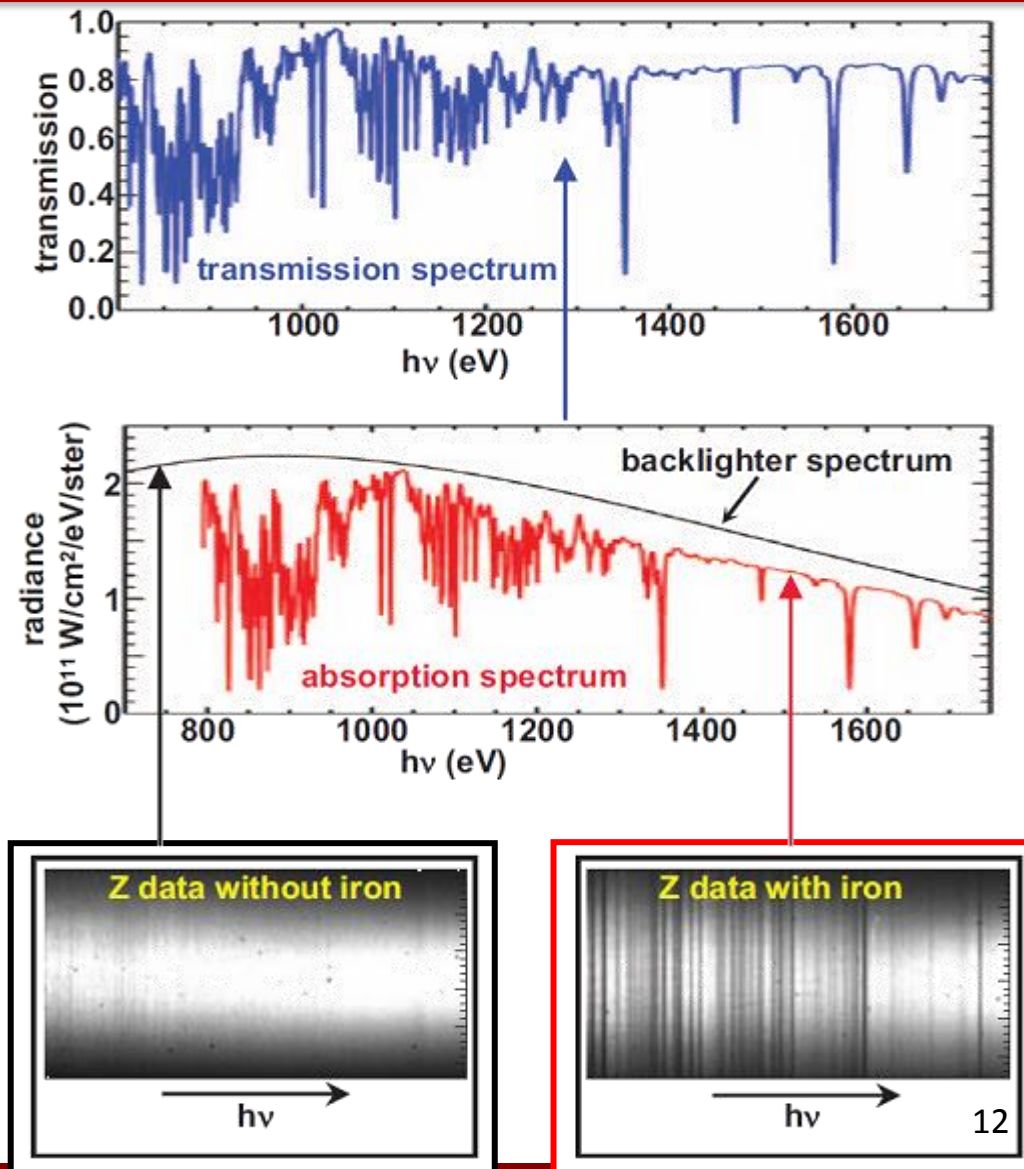 1.0
0.8
0.6
0.4
0.2
0.0
transmission
transmission spectrum
1000 1200 1400 1600
hν (eV)
radiance
(10¹¹ W/cm²/eV/ster)
2
1
0
backlighter spectrum
absorption spectrum
800 1000 1200 1400 1600
hν (eV)
Z data without iron
hν
Z data with iron
hν
12